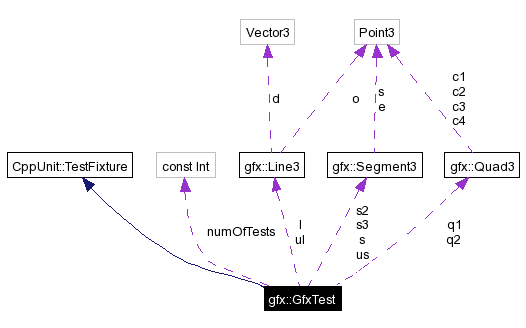 Vector3
Point3
d
o
s
e
c1
c2
c3
c4
CppUnit::TestFixture
const Int
gfx::Line3
gfx::Segment3
gfx::Quad3
numOfTests
l
ul
s2
s3
s
us
q1
q2
gfx::GfxTest